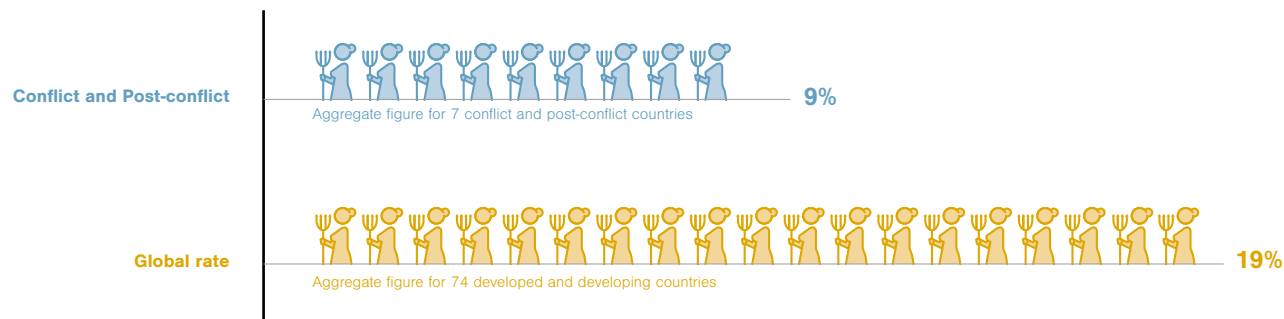 Conflict and Post-conflict
9%
Aggregate figure for 7 conflict and post-conflict countries
Global rate
19%
Aggregate figure for 74 developed and developing countries